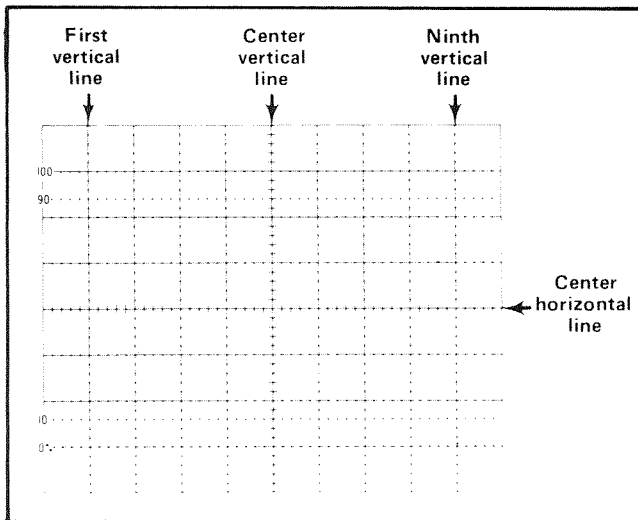 First
vertical
line
Center
vertical
line
Ninth
vertical
line
100
90
Center
horizontal
line
10
0%